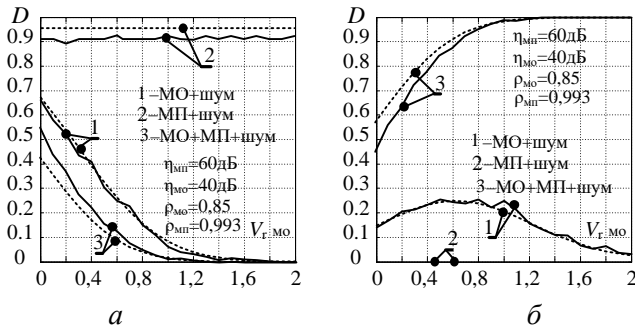 D
0.9
0.8
0.7
0.6
0.5
0.4
0.3
0.2
0.1
0
0 0,4 0,8 1,2 1,6 2
2
1–МО+шум
2–МП+шум
3–МО+МП+шум
1
ηмп=60дБ
ηмо=40дБ
ρмо=0,85
ρмп=0,993
Vг мо
3
а
D
0.9
0.8
0.7
0.6
0.5
0.4
0.3
0.2
0.1
0
0 0,4 0,8 1,2 1,6 2
ηмп=60дБ
ηмо=40дБ
ρмо=0,85
ρмп=0,993
3
1–МО+шум
2–МП+шум
3–МО+МП+шум
2
1
Vг мо
б